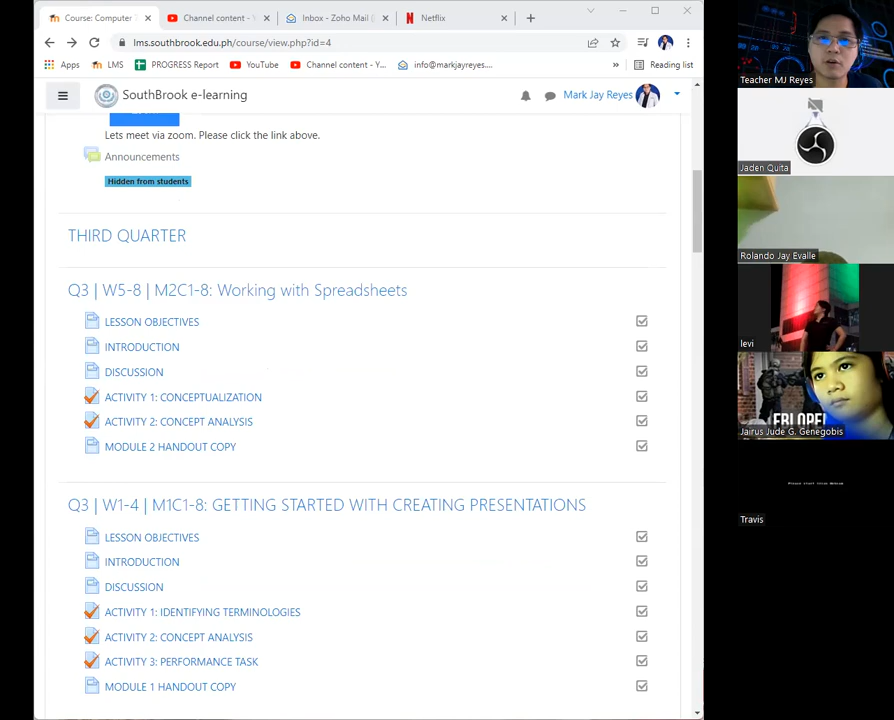 Course: Computer
Channel content - Y
Inbox - Zoho Mail (
Netflix
lms.southbrook.edu.ph/course/view.php?id=4
Apps
LMS
PROGRESS Report
YouTube
Channel content - Y...
info@markjayreyes....
»
Reading list
SouthBrook e-learning
Mark Jay Reyes
Lets meet via zoom. Please click the link above.
Announcements
Hidden from students
THIRD QUARTER
Q3 | W5-8 | M2C1-8: Working with Spreadsheets
LESSON OBJECTIVES
INTRODUCTION
DISCUSSION
ACTIVITY 1: CONCEPTUALIZATION
ACTIVITY 2: CONCEPT ANALYSIS
MODULE 2 HANDOUT COPY
Q3 | W1-4 | M1C1-8: GETTING STARTED WITH CREATING PRESENTATIONS
LESSON OBJECTIVES
INTRODUCTION
DISCUSSION
ACTIVITY 1: IDENTIFYING TERMINOLOGIES
ACTIVITY 2: CONCEPT ANALYSIS
ACTIVITY 3: PERFORMANCE TASK
MODULE 1 HANDOUT COPY
Teacher MJ Reyes
Jaden Quita
Rolando Jay Evalle
levi
Jairus Jude G. Genegobis
Travis